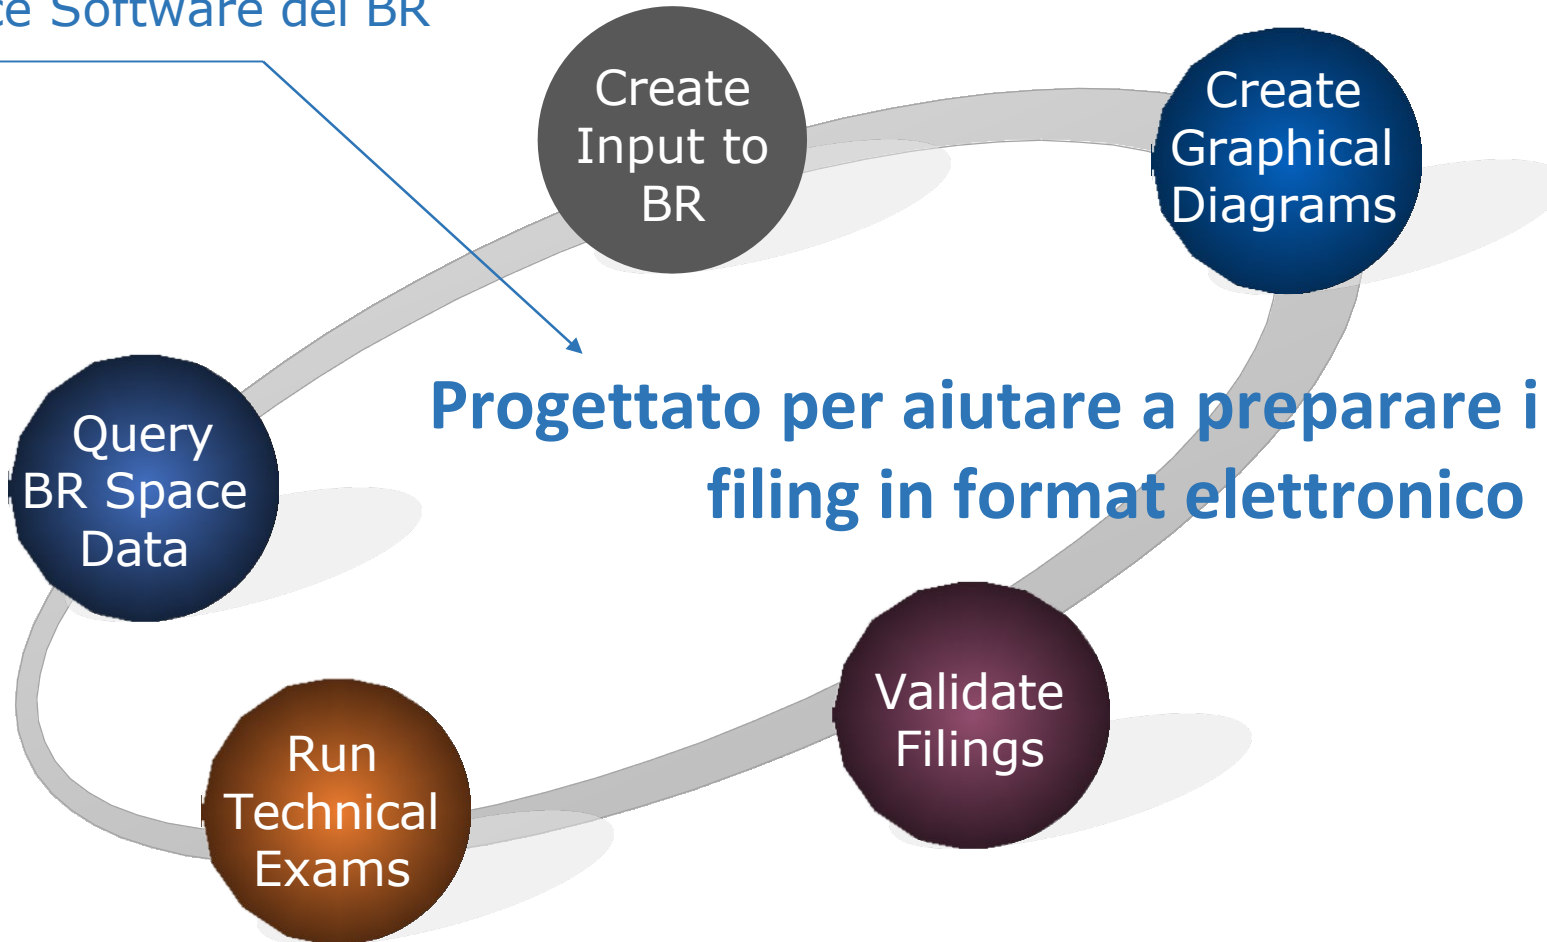 Software del BR
Create
Input to
BR
Create
Graphical
Diagrams
Progettato per aiutare a preparare i
filing in format elettronico
Query
BR Space
Data
Validate
Filings
Run
Technical
Exams